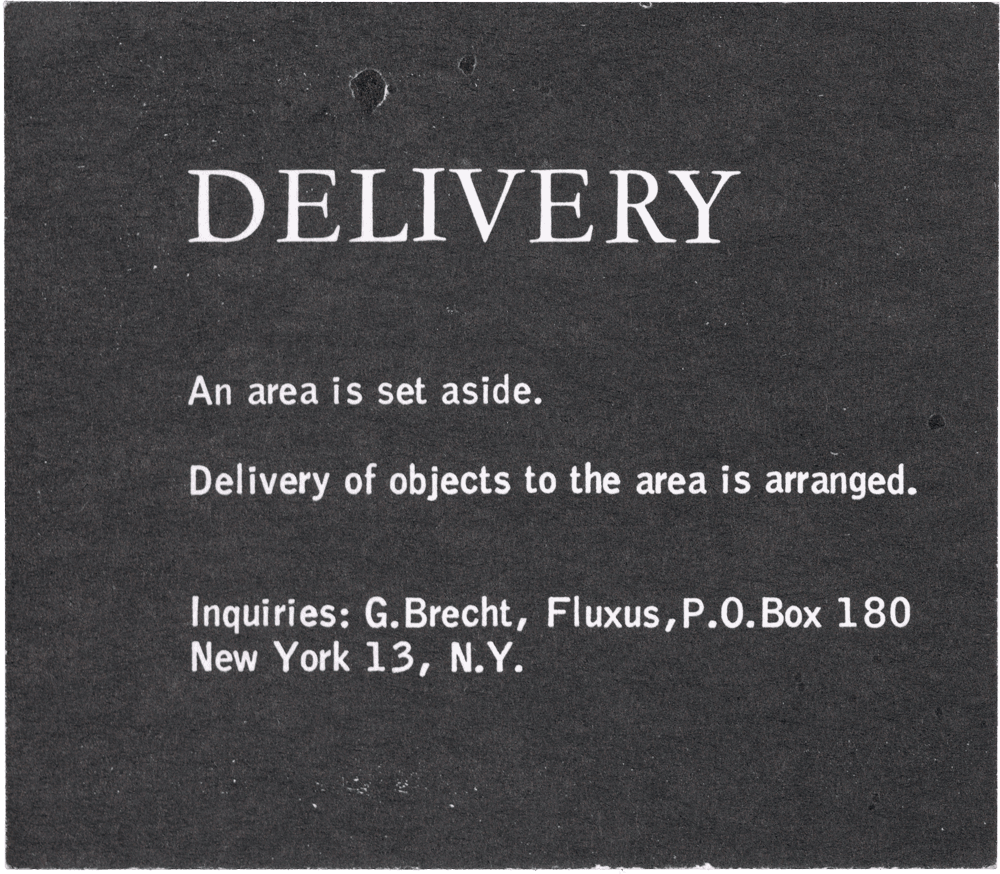 DELIVERY
An area is set aside.
Delivery of objects to the area is arranged.
Inquiries: G.Brecht, Fluxus,P.O.Box 180
New York 13, N.Y.